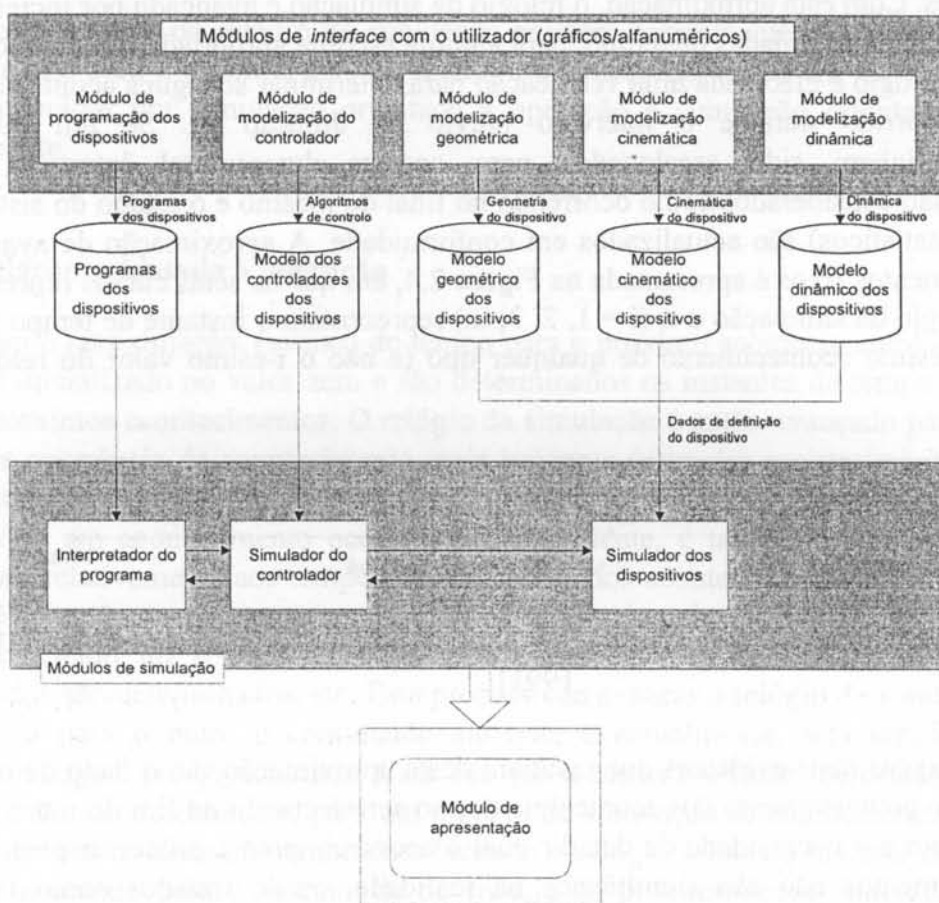 Módulos de interface com o utilizador (gráficos/alfanuméricos)
Módulo de
programação dos
dispositivos
Módulo de
modelização do
controlador
Módulo de
modelização
geométrica
Módulo de
modelização
cinematica
Módulo de
modelização
dinâmica
Programas
dos dispositivos
Algoritmos
de controlo
Geometria
do dispositivo
Cinemática
do dispositivo
Dinâmica
do dispositivo
Programas
dos
dispositivos
Modelo dos
controladores
dos
dispositivos
Modelo
geométrico
dos
dispositivos
Modelo
cinemático
dos
dispositivos
Modelo
dinâmico dos
dispositivos
Dados de definição
do dispositivo
Interpretador do
programa
Simulador do
controlador
Simulador dos
dispositivos
Módulos de simulação
Módulo de
apresentação